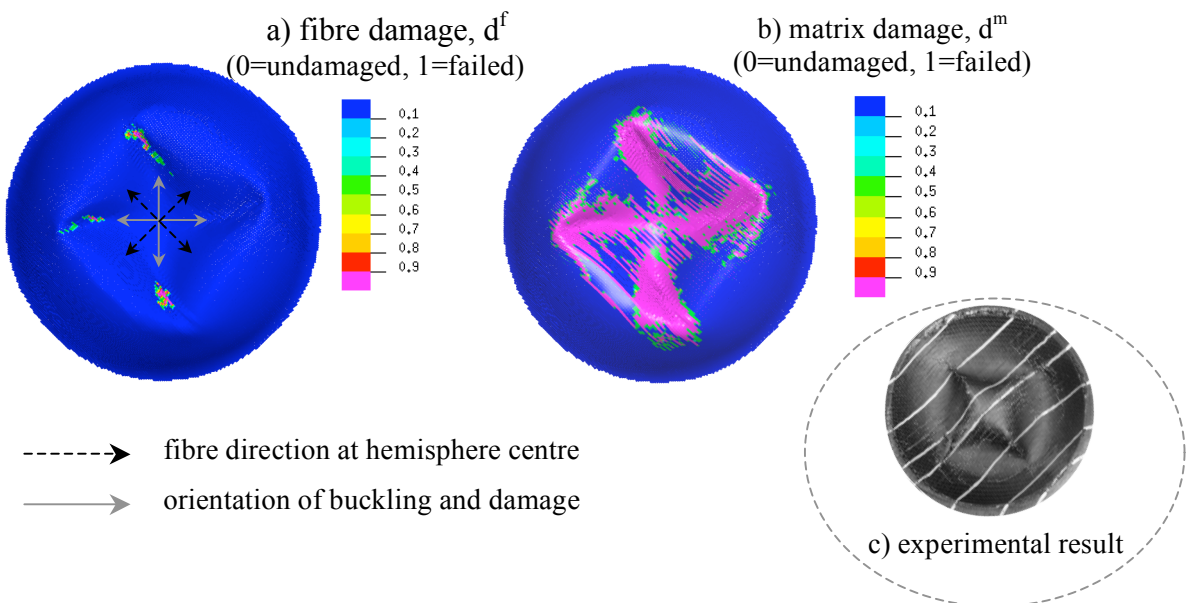 a) fibre damage, d^f
(0=undamaged, 1=failed)
0.1
0.2
0.3
0.4
0.5
0.6
0.7
0.8
0.9
b) matrix damage, d^m
(0=undamaged, 1=failed)
0.1
0.2
0.3
0.4
0.5
0.6
0.7
0.8
0.9
fibre direction at hemisphere centre
orientation of buckling and damage
c) experimental result